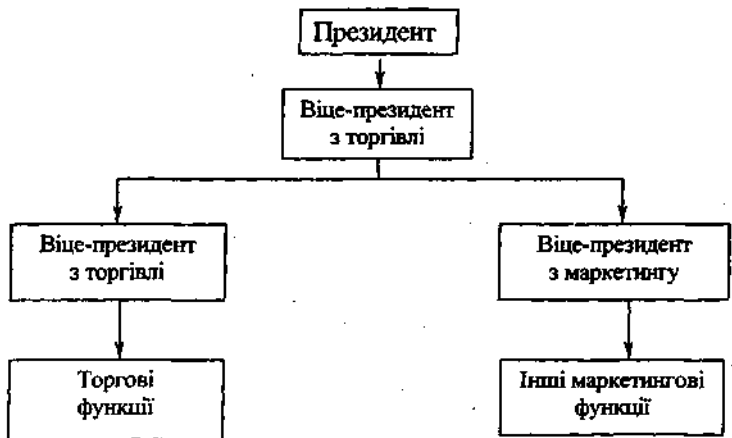 Президент
Віце-президент
з торгівлі
Віце-президент
з торгівлі
Віце-президент
з маркетингу
Торгові
функції
Інші маркетингові
функції